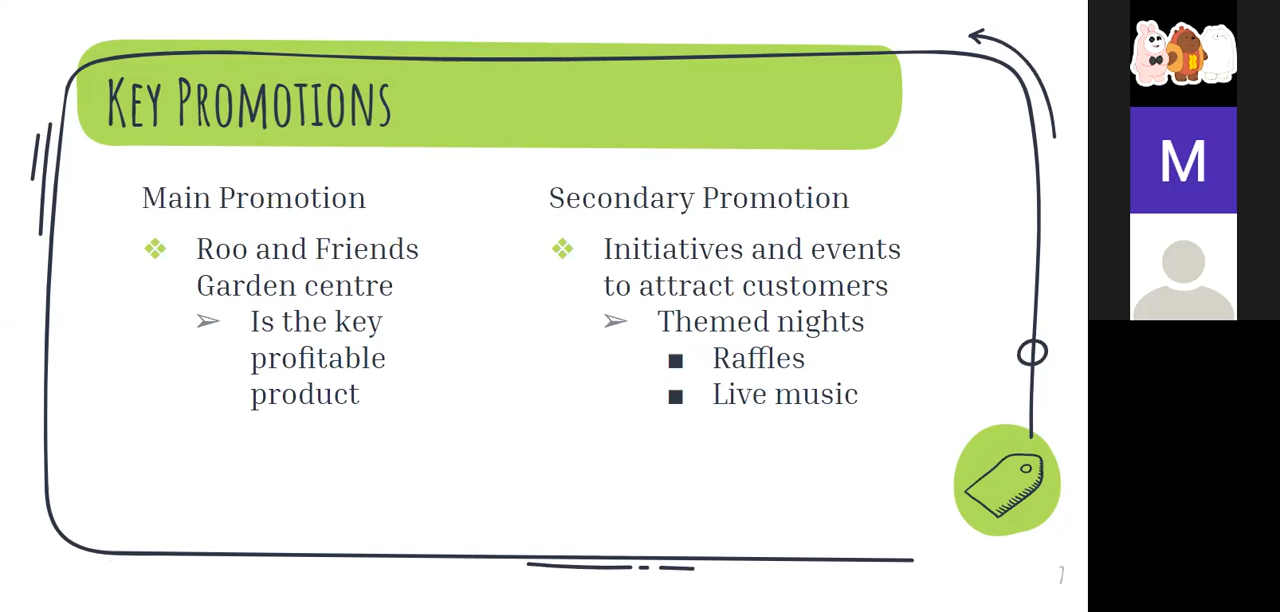 Key Promotions
Main Promotion
❖ Roo and Friends
Garden centre
➢ Is the key
profitable
product
Secondary Promotion
❖ Initiatives and events
to attract customers
➢ Themed nights
■ Raffles
■ Live music
7
M